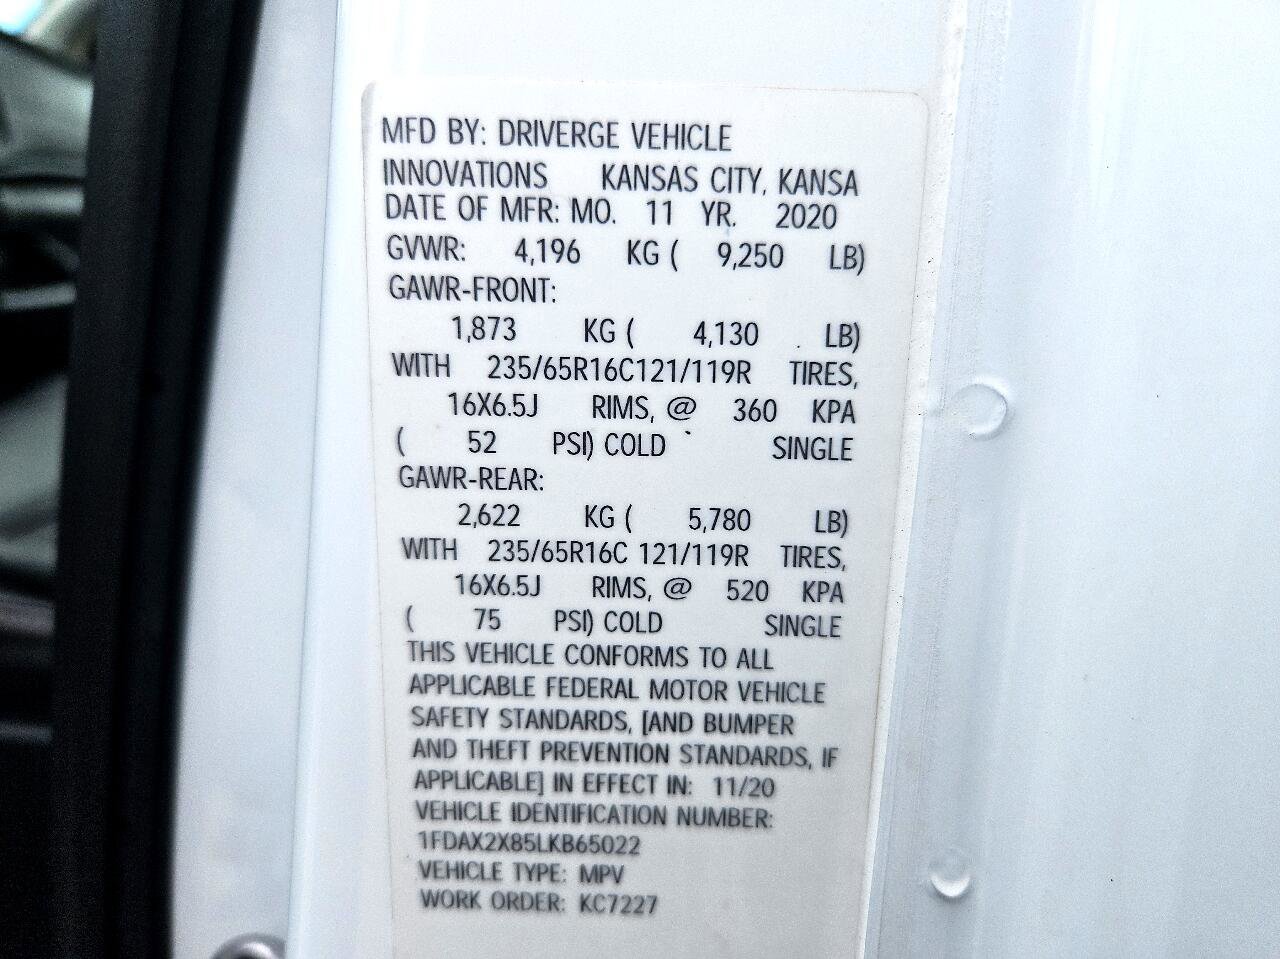 MFD BY: DRIVERGE VEHICLE
INNOVATIONS KANSAS CITY, KANSA
DATE OF MFR: MO. 11 YR. 2020
GVWR: 4,196 KG ( 9,250 LB)
GAWR-FRONT:
1,873 KG ( 4,130 LB)
WITH 235/65R16C121/119R TIRES,
16X6.5J RIMS, @ 360 KPA
( 52 PSI) COLD SINGLE
GAWR-REAR:
2,622 KG ( 5,780 LB)
WITH 235/65R16C 121/119R TIRES,
16X6.5J RIMS, @ 520 KPA
( 75 PSI) COLD SINGLE
THIS VEHICLE CONFORMS TO ALL
APPLICABLE FEDERAL MOTOR VEHICLE
SAFETY STANDARDS, [AND BUMPER
AND THEFT PREVENTION STANDARDS, IF
APPLICABLE] IN EFFECT IN: 11/20
VEHICLE IDENTIFICATION NUMBER:
1FDAX2X85LKB65022
VEHICLE TYPE: MPV
WORK ORDER: KC7227